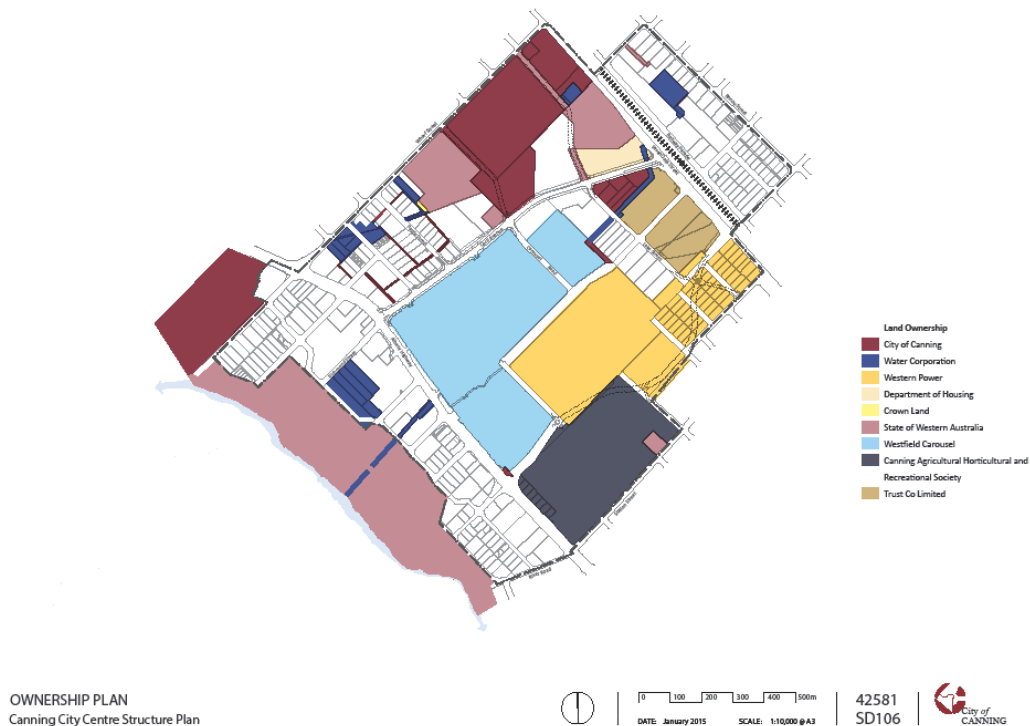 Land Ownership
City of Canning
Water Corporation
Western Power
Department of Housing
Crown Land
State of Western Australia
Westfield Carousel
Canning Agricultural Horticultural and
Recreational Society
Trust Co Limited
OWNERSHIP PLAN
Canning City Centre Structure Plan
0 100 200 300 400 500m
DATE: January 2015 SCALE: 1:10,000 @ A3
42581
SD106
City of
CANNING